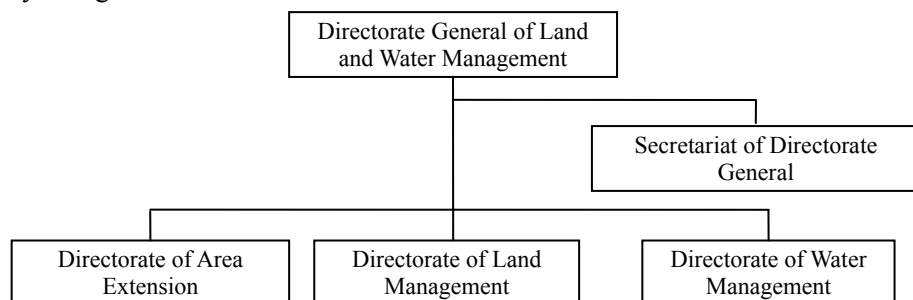 Directorate General of Land
and Water Management
Secretariat of Directorate
General
Directorate of Area
Extension
Directorate of Land
Management
Directorate of Water
Management